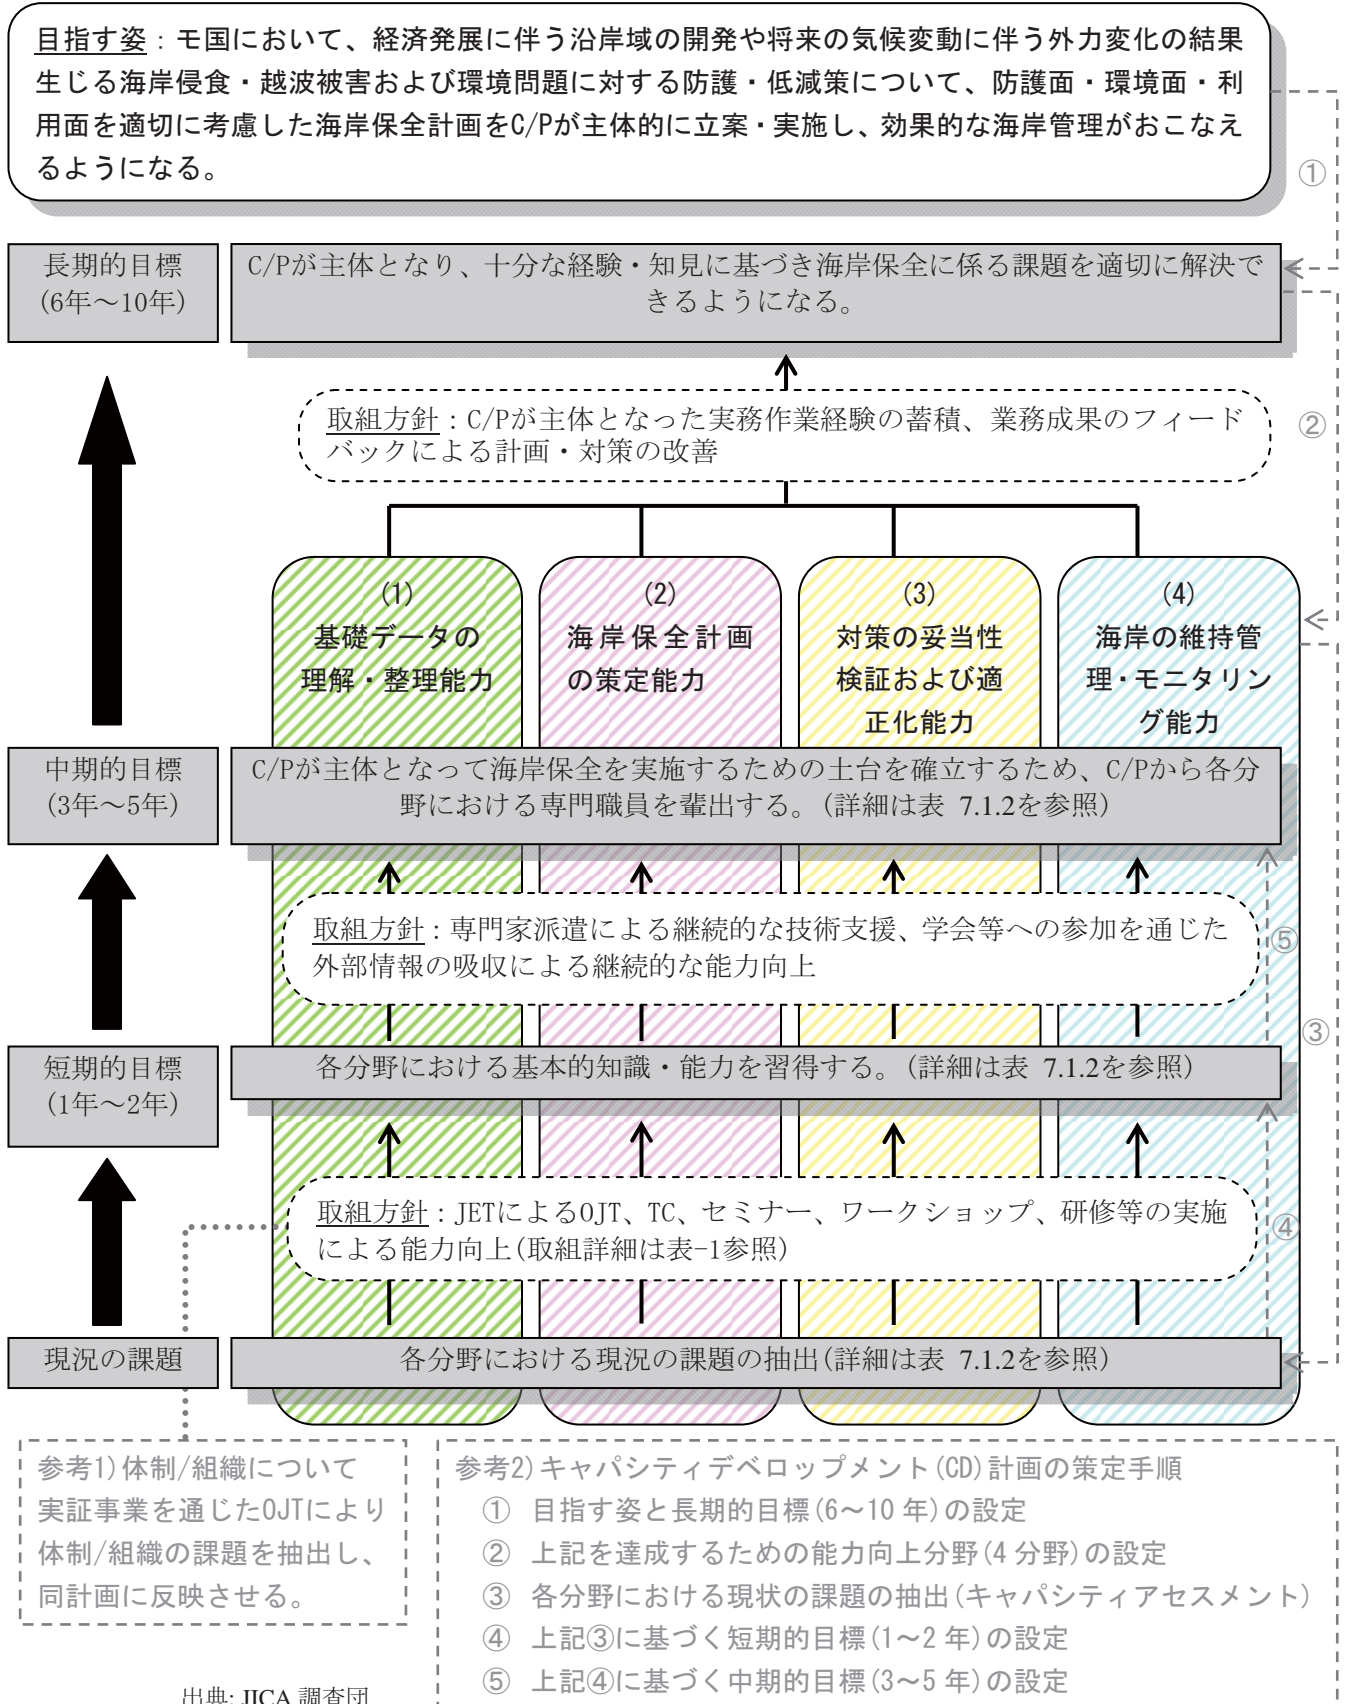 目指す姿：モ国において、経済発展に伴う沿岸域の開発や将来の気候変動に伴う外力変化の結果
生じる海岸侵食・越波被害および環境問題に対する防護・低減策について、防護面・環境面・利
用面を適切に考慮した海岸保全計画をC/Pが主体的に立案・実施し、効果的な海岸管理がおこなえ
るようになる。
①
長期的目標
(6年～10年)
C/Pが主体となり、十分な経験・知見に基づき海岸保全に係る課題を適切に解決で
きるようになる。
取組方針：C/Pが主体となった実務作業経験の蓄積、業務成果のフィード
バックによる計画・対策の改善
②
(1)
基礎データの
理解・整理能力
(2)
海岸保全計画
の策定能力
(3)
対策の妥当性
検証および適
正化能力
(4)
海岸の維持管
理・モニタリン
グ能力
中期的目標
(3年～5年)
C/Pが主体となって海岸保全を実施するための土台を確立するため、C/Pから各分
野における専門職員を輩出する。(詳細は表 7.1.2を参照)
取組方針：専門家派遣による継続的な技術支援、学会等への参加を通じた
外部情報の吸収による継続的な能力向上
⑤
③
短期的目標
(1年～2年)
各分野における基本的知識・能力を習得する。(詳細は表 7.1.2を参照)
取組方針：JETによるOJT、TC、セミナー、ワークショップ、研修等の実施
による能力向上(取組詳細は表-1参照)
④
現況の課題
各分野における現況の課題の抽出(詳細は表 7.1.2を参照)
参考1)体制/組織について
実証事業を通じたOJTにより
体制/組織の課題を抽出し、
同計画に反映させる。
参考2)キャパシティデベロップメント(CD)計画の策定手順
① 目指す姿と長期的目標(6～10 年)の設定
② 上記を達成するための能力向上分野(4 分野)の設定
③ 各分野における現状の課題の抽出(キャパシティアセスメント)
④ 上記③に基づく短期的目標(1～2 年)の設定
⑤ 上記④に基づく中期的目標(3～5 年)の設定
出典: JICA 調査団